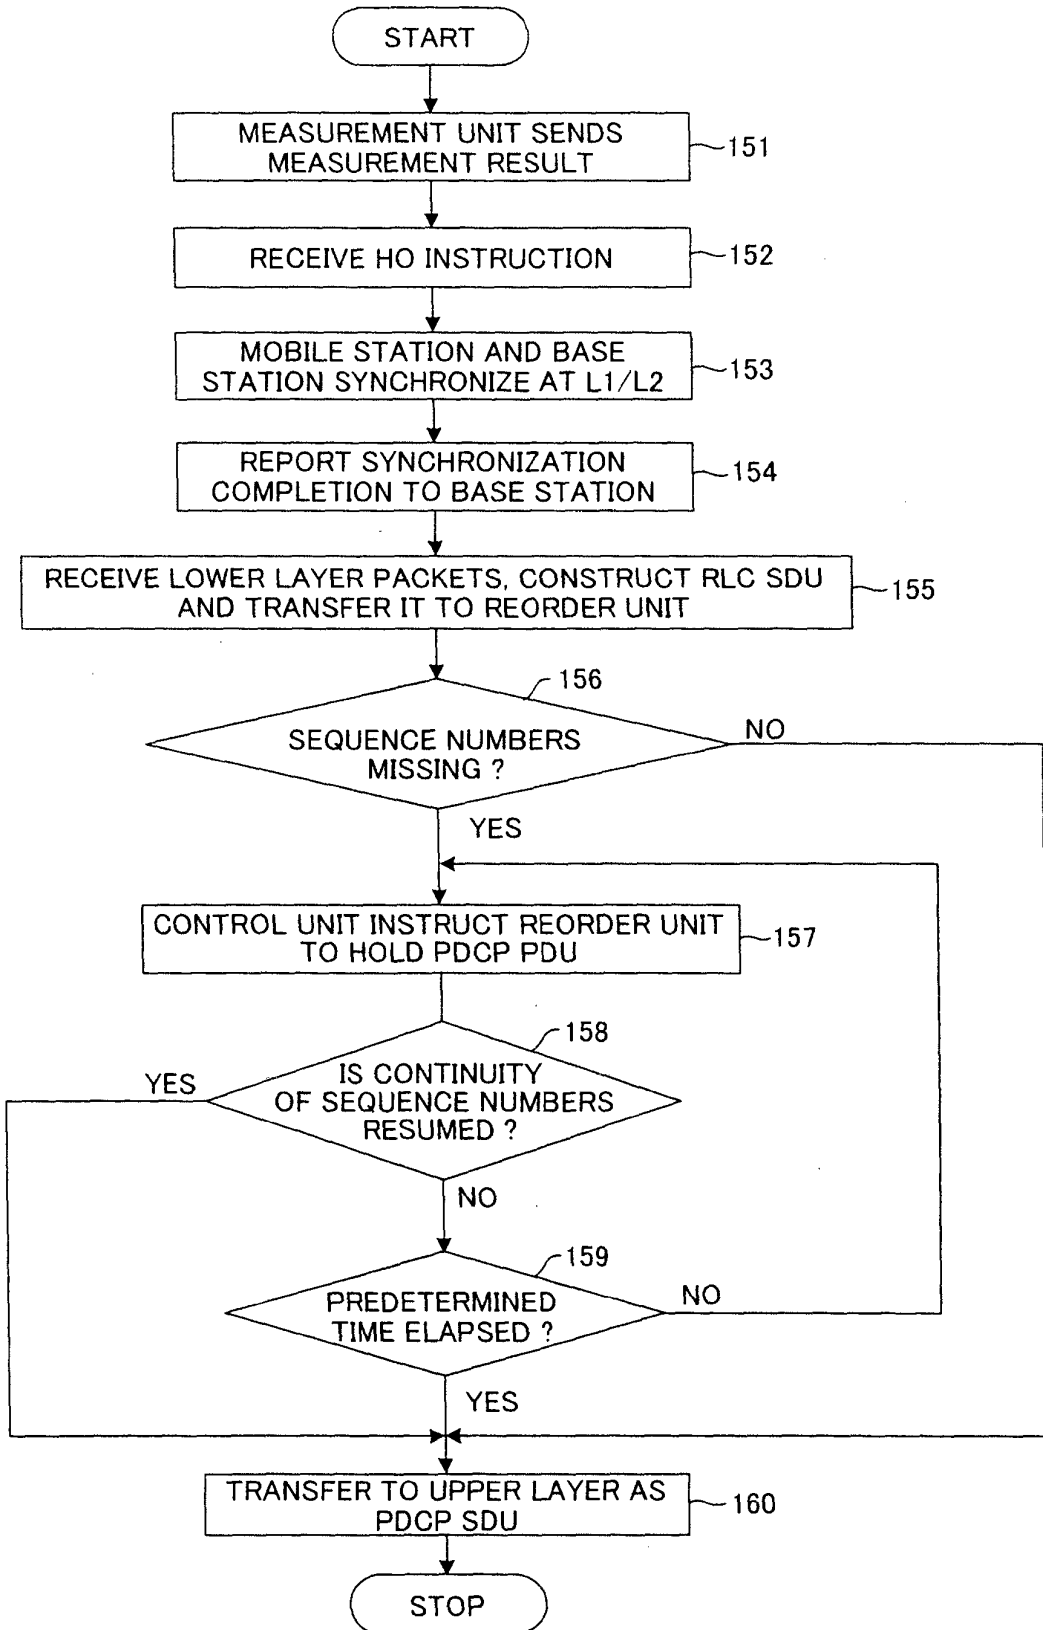 START
MEASUREMENT UNIT SENDS
MEASUREMENT RESULT
151
RECEIVE HO INSTRUCTION
152
MOBILE STATION AND BASE
STATION SYNCHRONIZE AT L1/L2
153
REPORT SYNCHRONIZATION
COMPLETION TO BASE STATION
154
RECEIVE LOWER LAYER PACKETS, CONSTRUCT RLC SDU
AND TRANSFER IT TO REORDER UNIT
155
156
SEQUENCE NUMBERS
MISSING ?
NO
YES
CONTROL UNIT INSTRUCT REORDER UNIT
TO HOLD PDCP PDU
157
158
IS CONTINUITY
OF SEQUENCE NUMBERS
RESUMED ?
YES
NO
159
PREDETERMINED
TIME ELAPSED ?
NO
YES
TRANSFER TO UPPER LAYER AS
PDCP SDU
160
STOP